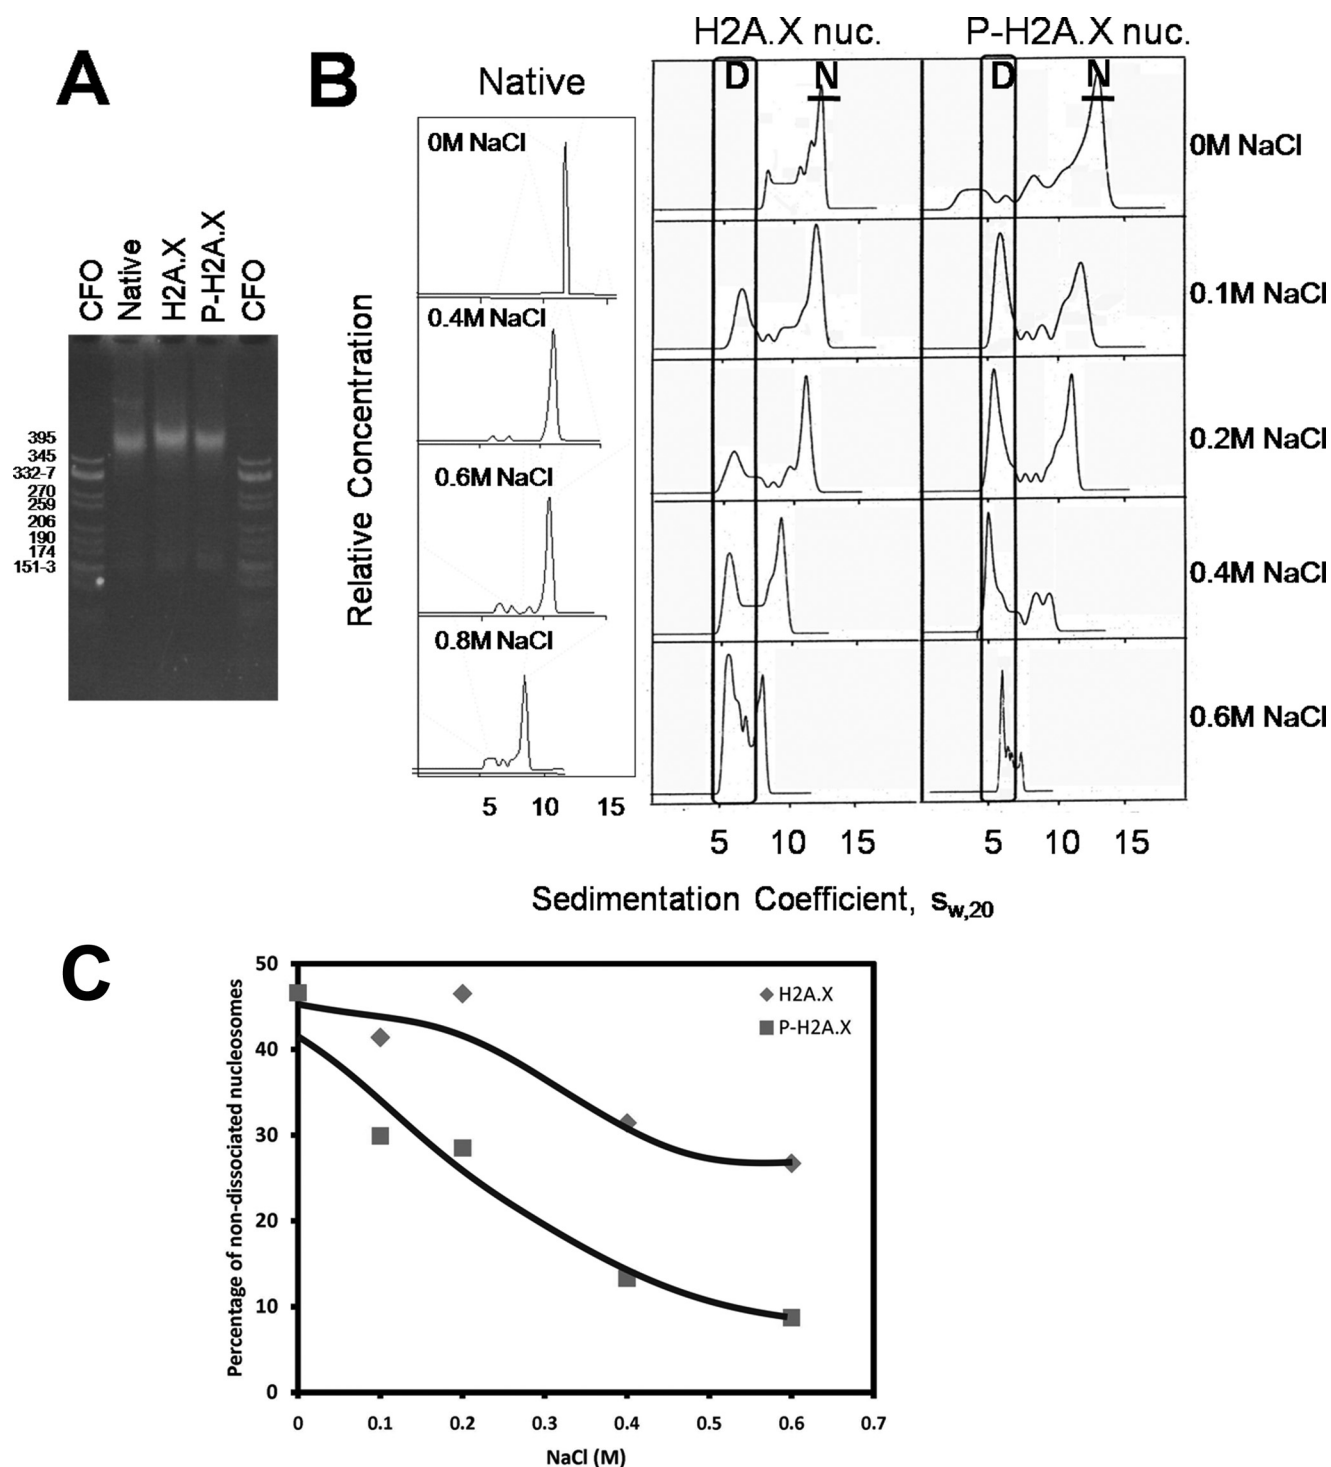 A
CFO
Native
H2A.X
P-H2A.X
CFO
395
345
332-7
270
259
206
190
174
151-3
B
Native
H2A.X nuc.
P-H2A.X nuc.
D
N
D
N
0M NaCl
0.4M NaCl
0.6M NaCl
0.8M NaCl
0M NaCl
0.1M NaCl
0.2M NaCl
0.4M NaCl
0.6M NaCl
Relative Concentration
5 10 15
5 10 15
5 10 15
Sedimentation Coefficient, sw,20
C
50
40
30
20
10
0
Percentage of non-dissociated nucleosomes
H2A.X
P-H2A.X
0 0.1 0.2 0.3 0.4 0.5 0.6 0.7
NaCl (M)